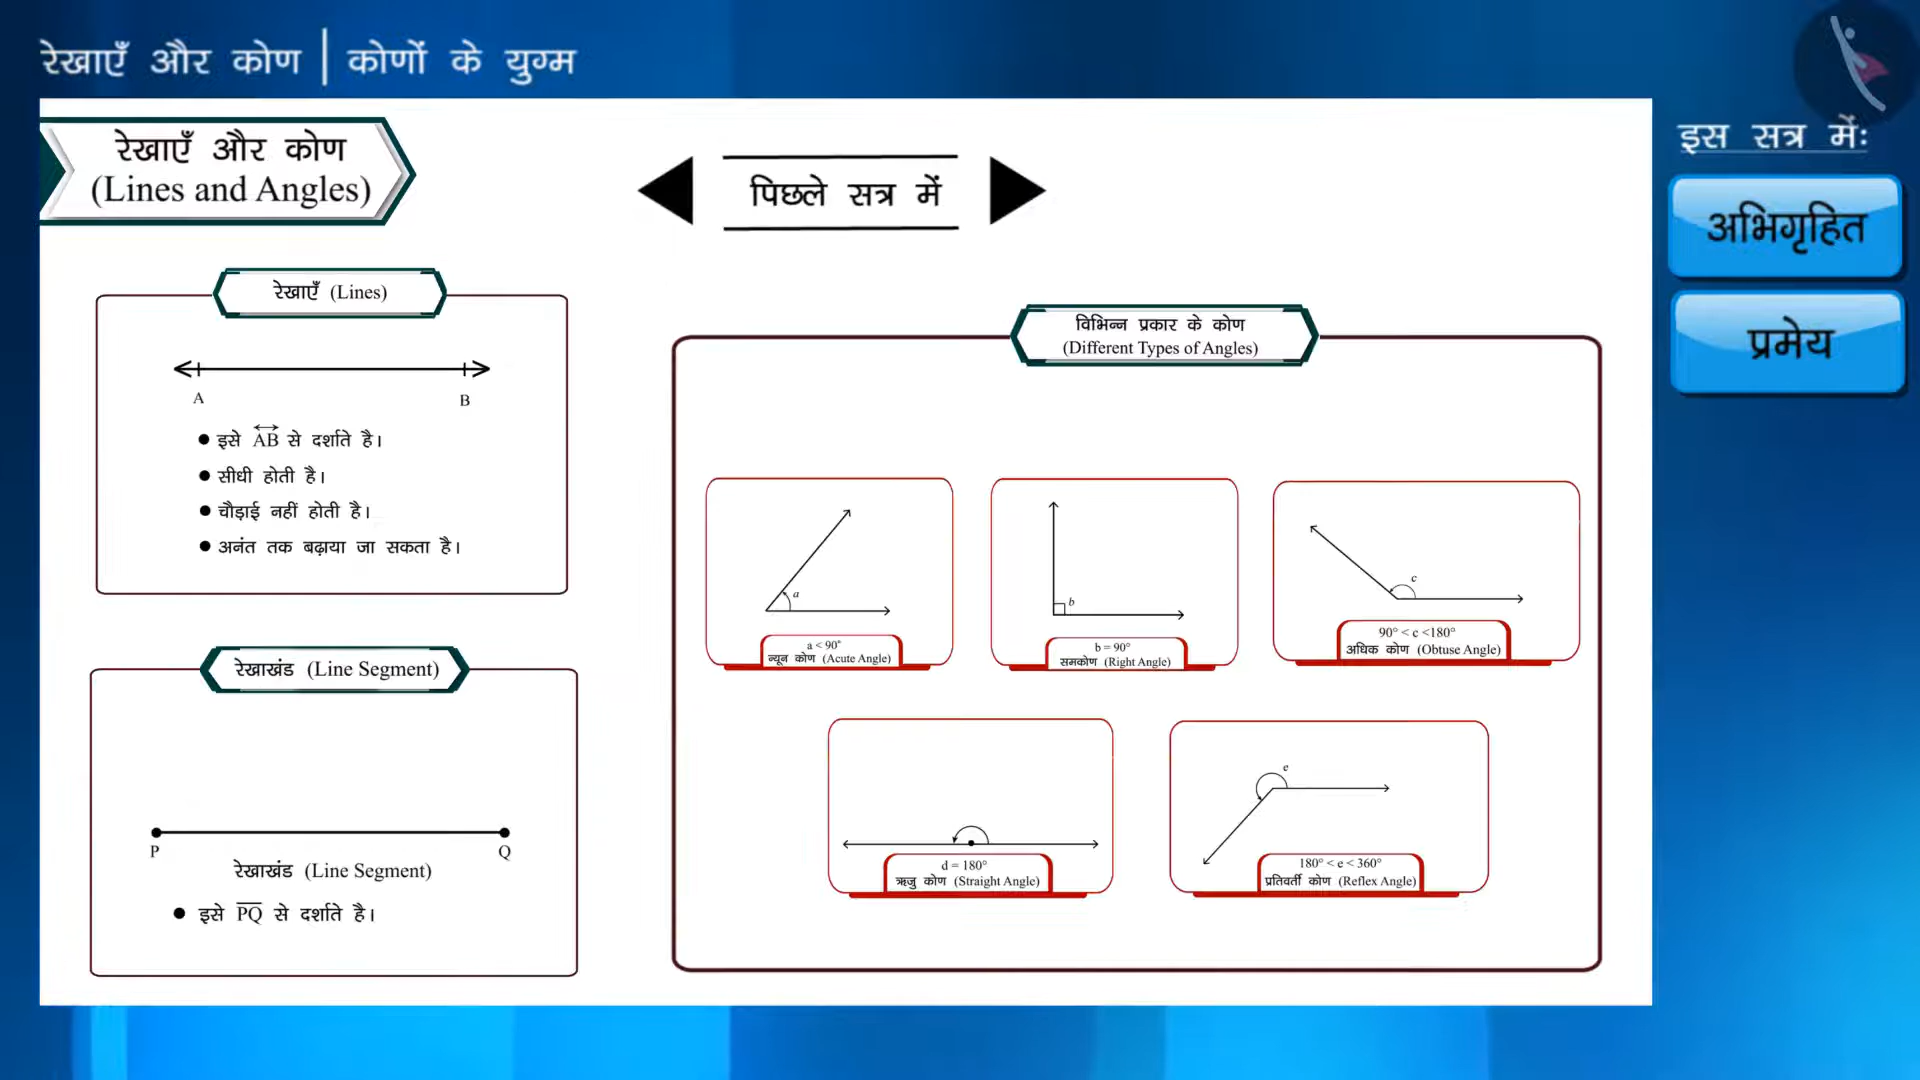 रेखाएँ और कोण | कोणों के युग्म
रेखाएँ और कोण
(Lines and Angles)
पिछले सत्र में
इस सत्र में:
अभिगृहित
प्रमेय
रेखाएँ (Lines)
A
B
● इसे AB से दर्शाते है।
● सीधी होती है।
● चौड़ाई नहीं होती है।
● अनंत तक बढ़ाया जा सकता है।
रेखाखंड (Line Segment)
P
Q
रेखाखंड (Line Segment)
● इसे PQ से दर्शाते है।
विभिन्न प्रकार के कोण
(Different Types of Angles)
a
a < 90°
न्यून कोण (Acute Angle)
b
b = 90°
समकोण (Right Angle)
c
90° < c <180°
अधिक कोण (Obtuse Angle)
d = 180°
ऋजु कोण (Straight Angle)
e
180° < e < 360°
प्रतिवर्ती कोण (Reflex Angle)